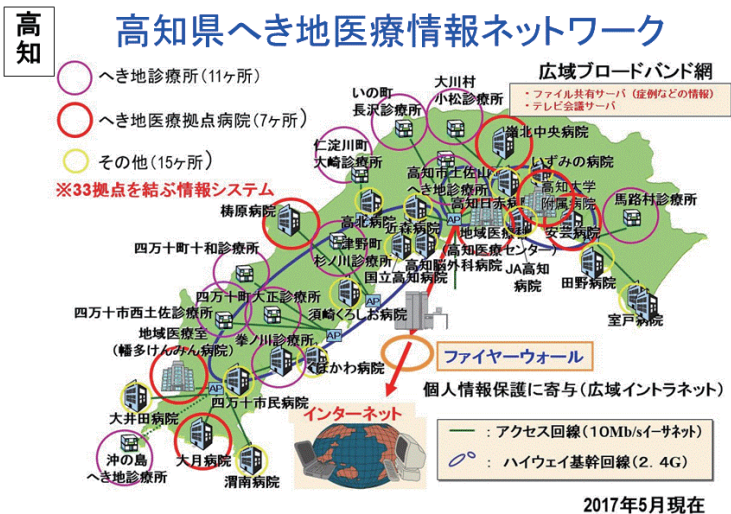 高知
高知県へき地医療情報ネットワーク
へき地診療所(11ヶ所)
へき地医療拠点病院(7ヶ所)
その他(15ヶ所)
※33拠点を結ぶ情報システム
広域ブロードバンド網
・ファイル共有サーバ(症例などの情報)
・テレビ会議サーバ
大川村
小松診療所
いの町
長沢診療所
仁淀川町
大崎診療所
嶺北中央病院
高知市土佐山
へき地診療所
いずみの病院
高知大学
附属病院
馬路村診療所
梼原病院
高北病院
近森病院
高知日赤病院
AP
地域医療
(高知医療センター)
安芸病院
津野町
杉ノ川診療所
高知脳外科病院
国立高知病院
JA高知
病院
田野病院
室戸病院
四万十町十和診療所
四万十町大正診療所
須崎くろしお病院
AP
四万十市西土佐診療所
地域医療室
(幡多けんみん病院)
拳ノ川診療所
AP
くぼかわ病院
AP
四万十市民病院
大井田病院
沖の島
へき地診療所
大月病院
渭南病院
ファイヤーウォール
個人情報保護に寄与(広域イントラネット)
インターネット
:アクセス回線(10Mb/sイーサネット)
:ハイウェイ基幹回線(2.4G)
2017年5月現在